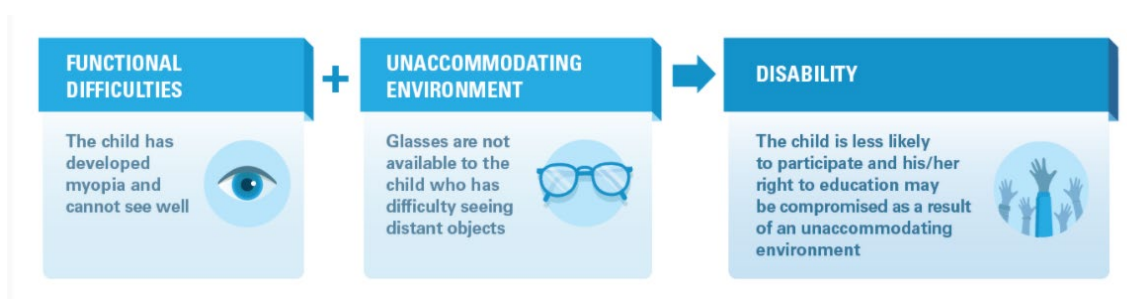 FUNCTIONAL
DIFFICULTIES
The child has
developed
myopia and
cannot see well
+
UNACCOMMODATING
ENVIRONMENT
Glasses are not
available to the
child who has
difficulty seeing
distant objects
DISABILITY
The child is less likely
to participate and his/her
right to education may
be compromised as a result
of an unaccommodating
environment